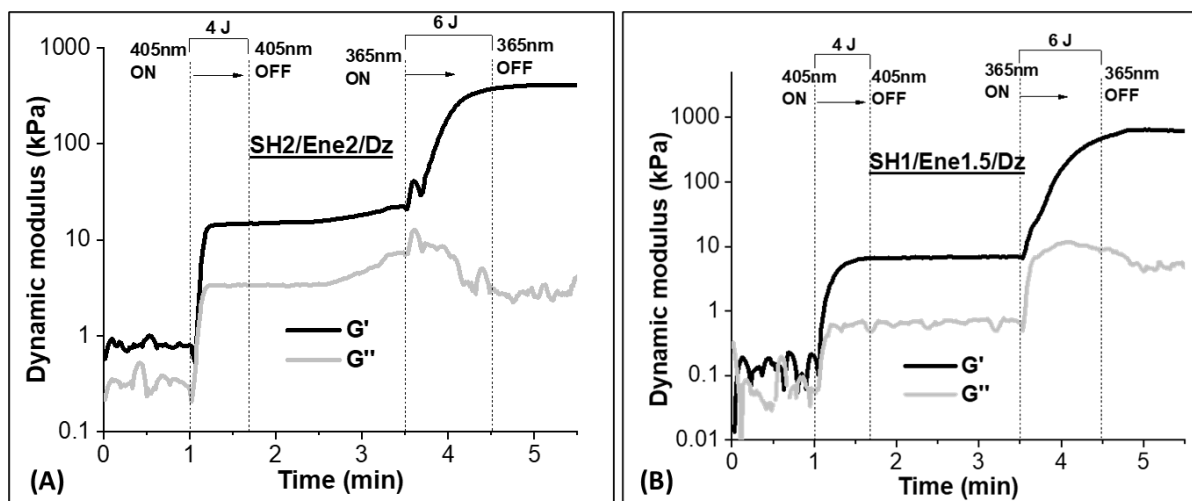 4 J
6 J
405nm
ON
405nm
OFF
365nm
ON
365nm
OFF
SH2/Ene2/Dz
Dynamic modulus (kPa)
1000
100
10
1
0.1
G'
G''
0
1
2
3
4
5
Time (min)
(A)
4 J
6 J
405nm
ON
405nm
OFF
365nm
ON
365nm
OFF
SH1/Ene1.5/Dz
Dynamic modulus (kPa)
1000
100
10
1
0.1
0.01
G'
G''
0
1
2
3
4
5
Time (min)
(B)